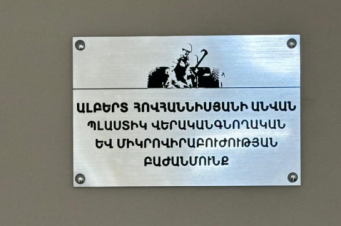 ԱԼԲԵՐՏ ՀՈՎՀԱՆՆԻՍՅԱՆԻ ԱՆՎԱՆ
ՊԼԱՍՏԻԿ ՎԵՐԱԿԱՆԳՆՈՂԱԿԱՆ
ԵՎ ՄԻԿՐՈՎԻՐԱԲՈՒԺՈՒԹՅԱՆ
ԲԱԺԱՆՄՈՒՆՔ